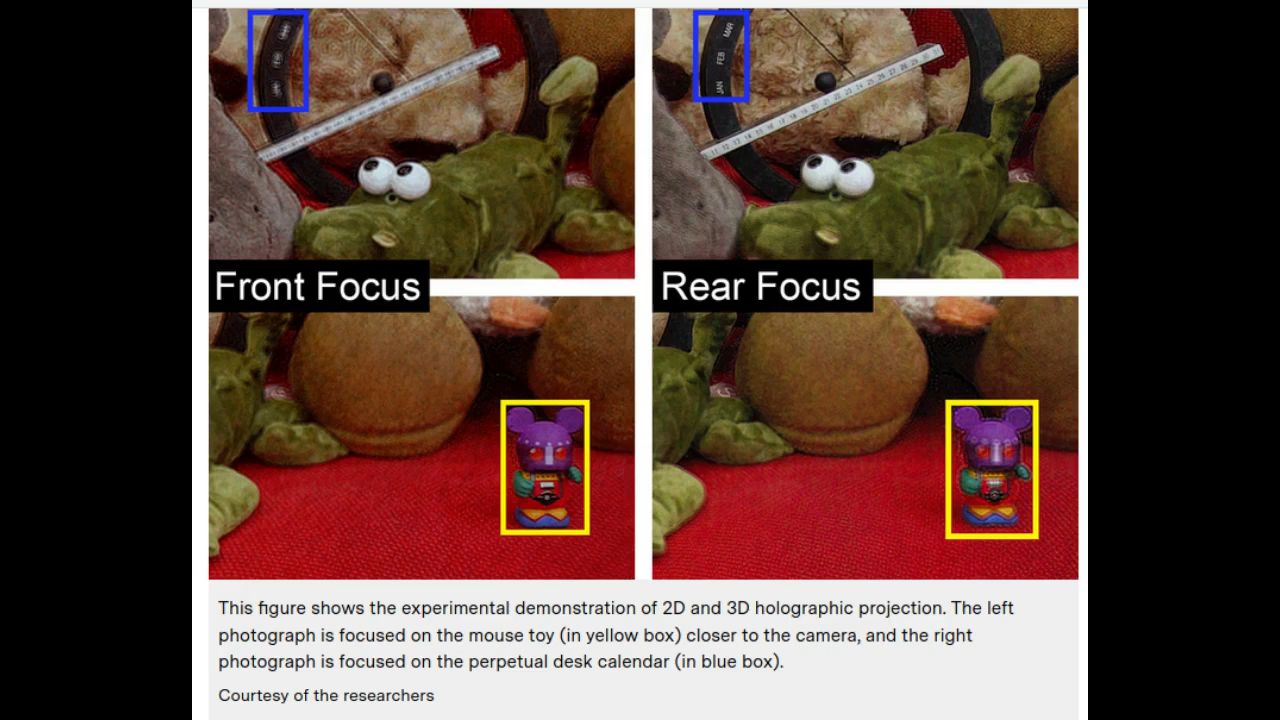 MAR
FEB
JAN
Front Focus
Rear Focus
This figure shows the experimental demonstration of 2D and 3D holographic projection. The left
photograph is focused on the mouse toy (in yellow box) closer to the camera, and the right
photograph is focused on the perpetual desk calendar (in blue box).
Courtesy of the researchers